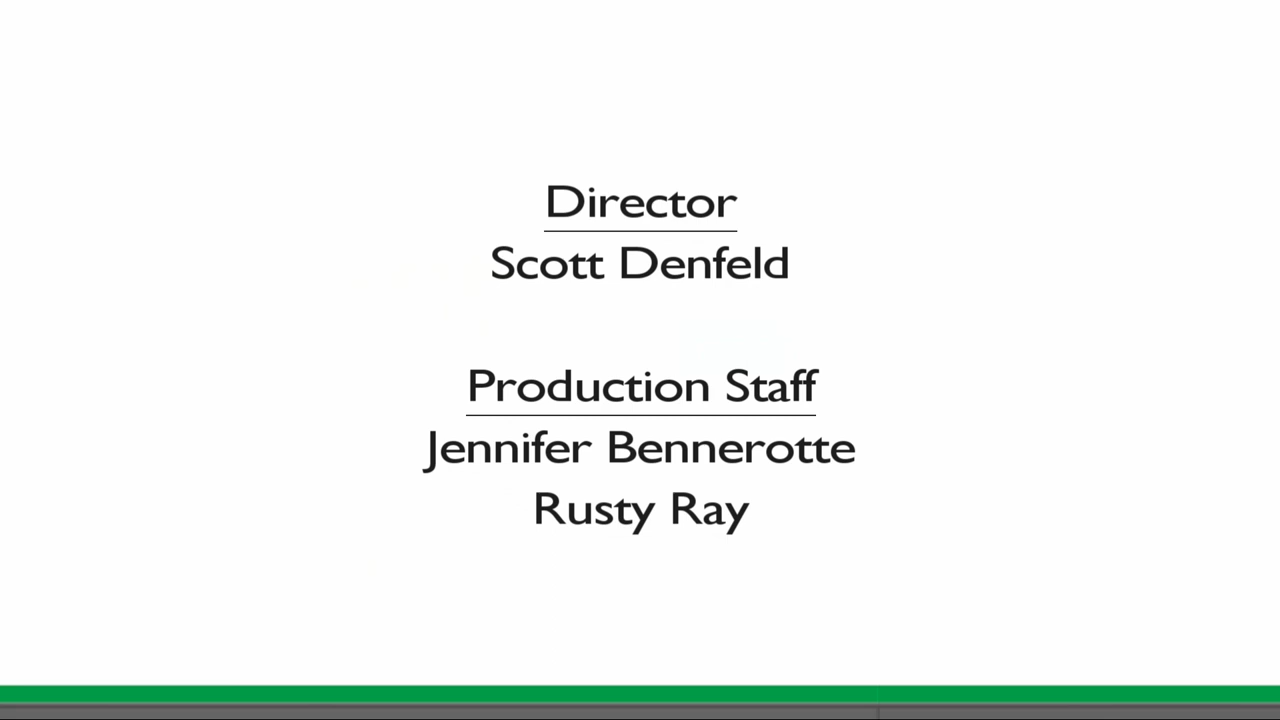 Director
Scott Denfeld
Production Staff
Jennifer Bennerotte
Rusty Ray